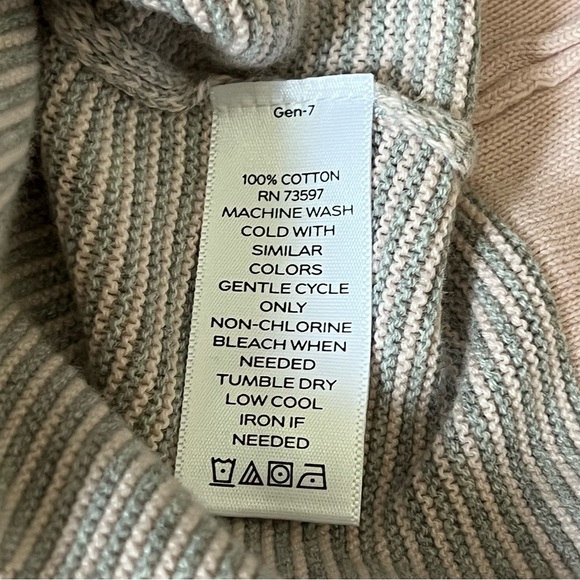 Gen-7
100% COTTON
RN 73597
MACHINE WASH
COLD WITH
SIMILAR
COLORS
GENTLE CYCLE
ONLY
NON-CHLORINE
BLEACH WHEN
NEEDED
TUMBLE DRY
LOW COOL
IRON IF
NEEDED